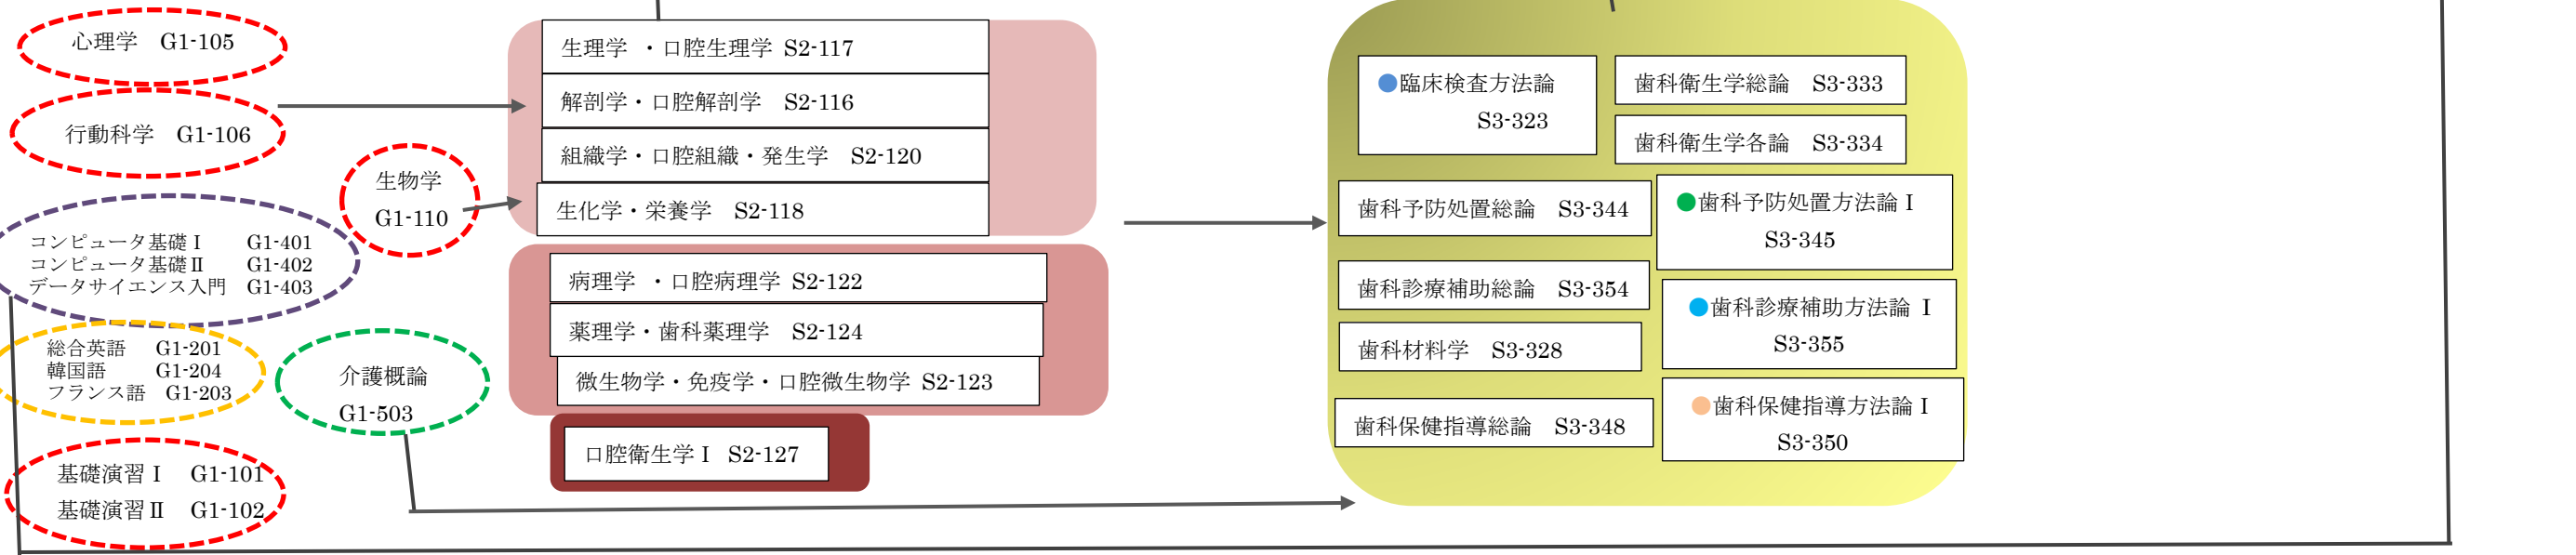 心理学 G1-105
行動科学 G1-106
生物学
G1-110
コンピュータ基礎Ⅰ G1-401
コンピュータ基礎Ⅱ G1-402
データサイエンス入門 G1-403
総合英語 G1-201
韓国語 G1-204
フランス語 G1-203
介護概論
G1-503
基礎演習Ⅰ G1-101
基礎演習Ⅱ G1-102
生理学 ・口腔生理学 S2-117
解剖学・口腔解剖学 S2-116
組織学・口腔組織・発生学 S2-120
生化学・栄養学 S2-118
病理学 ・口腔病理学 S2-122
薬理学・歯科薬理学 S2-124
微生物学・免疫学・口腔微生物学 S2-123
口腔衛生学Ⅰ S2-127
●臨床検査方法論
S3-323
歯科衛生学総論 S3-333
歯科衛生学各論 S3-334
歯科予防処置総論 S3-344
●歯科予防処置方法論Ⅰ
S3-345
歯科診療補助総論 S3-354
●歯科診療補助方法論 Ⅰ
S3-355
歯科材料学 S3-328
歯科保健指導総論 S3-348
●歯科保健指導方法論Ⅰ
S3-350